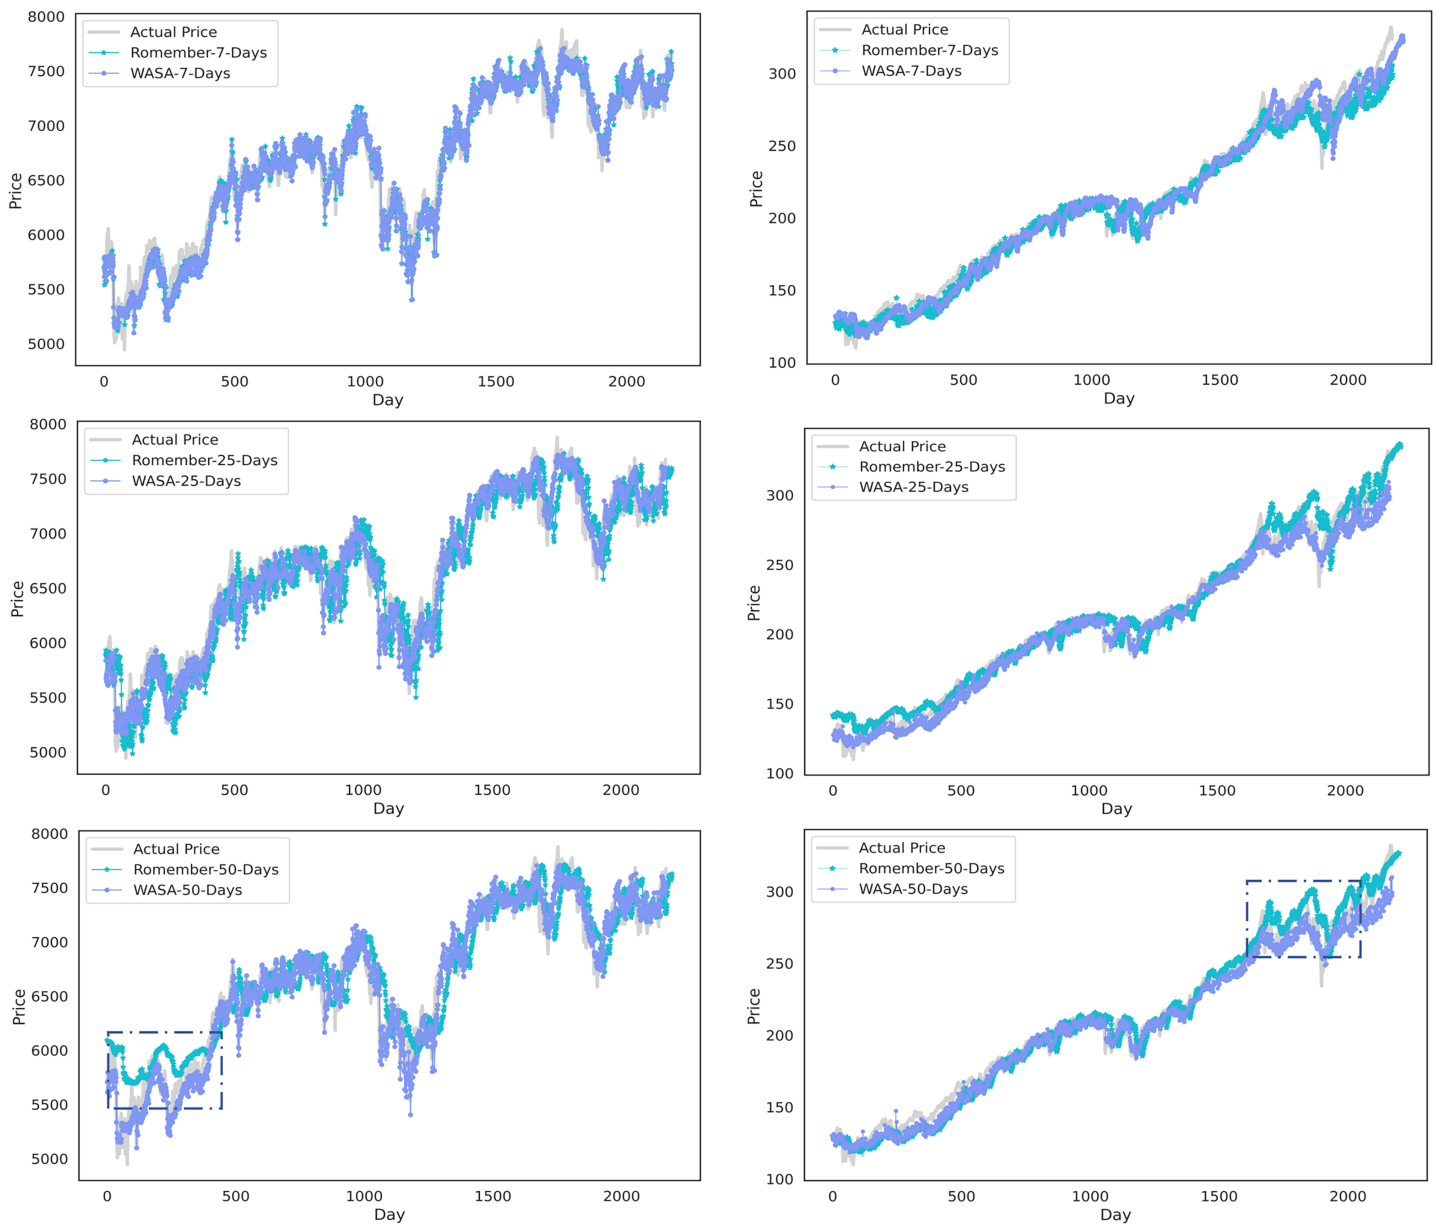 8000
7500
7000
6500
6000
5500
5000
Price
Actual Price
Romember-7-Days
WASA-7-Days
0 500 1000 1500 2000
Day
300
250
200
150
100
Price
Actual Price
Romember-7-Days
WASA-7-Days
0 500 1000 1500 2000
Day
8000
7500
7000
6500
6000
5500
5000
Price
Actual Price
Romember-25-Days
WASA-25-Days
0 500 1000 1500 2000
Day
300
250
200
150
100
Price
Actual Price
Romember-25-Days
WASA-25-Days
0 500 1000 1500 2000
Day
8000
7500
7000
6500
6000
5500
5000
Price
Actual Price
Romember-50-Days
WASA-50-Days
0 500 1000 1500 2000
Day
300
250
200
150
100
Price
Actual Price
Romember-50-Days
WASA-50-Days
0 500 1000 1500 2000
Day